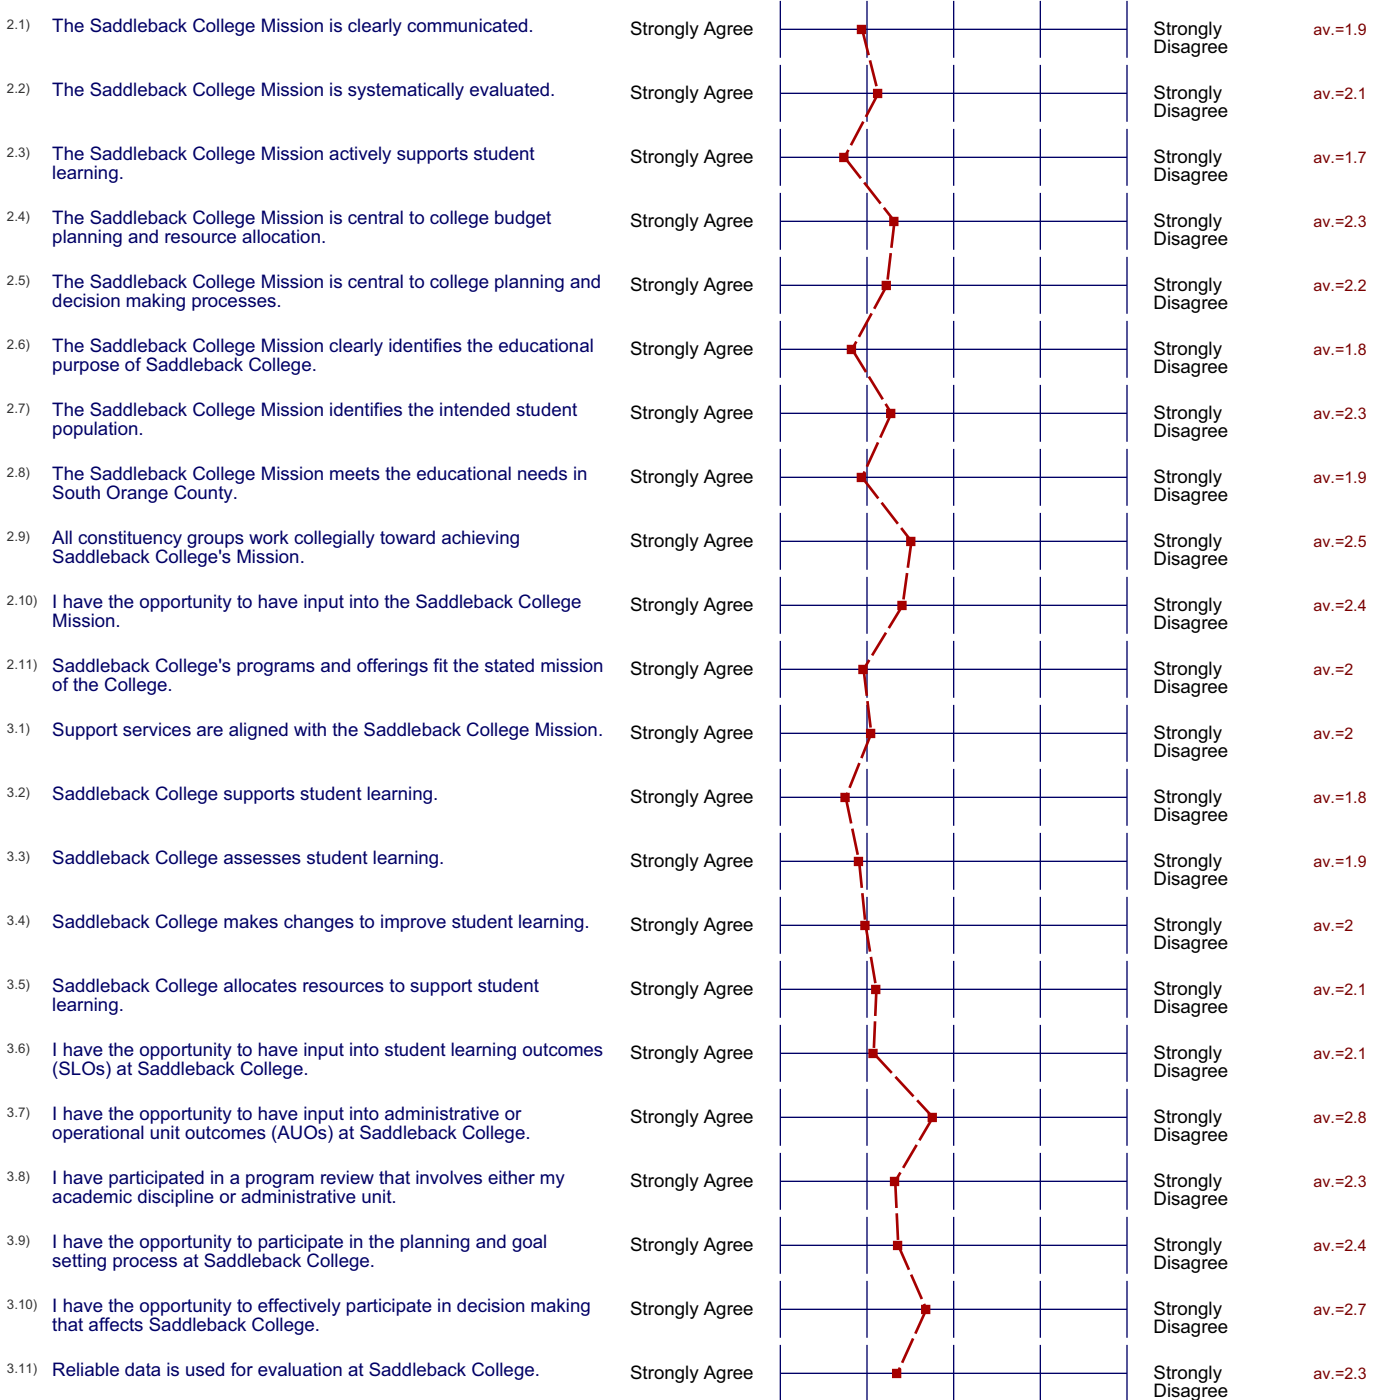 2.1) The Saddleback College Mission is clearly communicated. Strongly Agree Strongly av.=1.9
Disagree
2.2) The Saddleback College Mission is systematically evaluated. Strongly Agree Strongly av.=2.1
Disagree
2.3) The Saddleback College Mission actively supports student Strongly Agree Strongly av.=1.7
learning. Disagree
2.4) The Saddleback College Mission is central to college budget Strongly Agree Strongly av.=2.3
planning and resource allocation. Disagree
2.5) The Saddleback College Mission is central to college planning and Strongly Agree Strongly av.=2.2
decision making processes. Disagree
2.6) The Saddleback College Mission clearly identifies the educational Strongly Agree Strongly av.=1.8
purpose of Saddleback College. Disagree
2.7) The Saddleback College Mission identifies the intended student Strongly Agree Strongly av.=2.3
population. Disagree
2.8) The Saddleback College Mission meets the educational needs in Strongly Agree Strongly av.=1.9
South Orange County. Disagree
2.9) All constituency groups work collegially toward achieving Strongly Agree Strongly av.=2.5
Saddleback College's Mission. Disagree
2.10) I have the opportunity to have input into the Saddleback College Strongly Agree Strongly av.=2.4
Mission. Disagree
2.11) Saddleback College's programs and offerings fit the stated mission Strongly Agree Strongly av.=2
of the College. Disagree
3.1) Support services are aligned with the Saddleback College Mission. Strongly Agree Strongly av.=2
Disagree
3.2) Saddleback College supports student learning. Strongly Agree Strongly av.=1.8
Disagree
3.3) Saddleback College assesses student learning. Strongly Agree Strongly av.=1.9
Disagree
3.4) Saddleback College makes changes to improve student learning. Strongly Agree Strongly av.=2
Disagree
3.5) Saddleback College allocates resources to support student Strongly Agree Strongly av.=2.1
learning. Disagree
3.6) I have the opportunity to have input into student learning outcomes Strongly Agree Strongly av.=2.1
(SLOs) at Saddleback College. Disagree
3.7) I have the opportunity to have input into administrative or Strongly Agree Strongly av.=2.8
operational unit outcomes (AUOs) at Saddleback College. Disagree
3.8) I have participated in a program review that involves either my Strongly Agree Strongly av.=2.3
academic discipline or administrative unit. Disagree
3.9) I have the opportunity to participate in the planning and goal Strongly Agree Strongly av.=2.4
setting process at Saddleback College. Disagree
3.10) I have the opportunity to effectively participate in decision making Strongly Agree Strongly av.=2.7
that affects Saddleback College. Disagree
3.11) Reliable data is used for evaluation at Saddleback College. Strongly Agree Strongly av.=2.3
Disagree